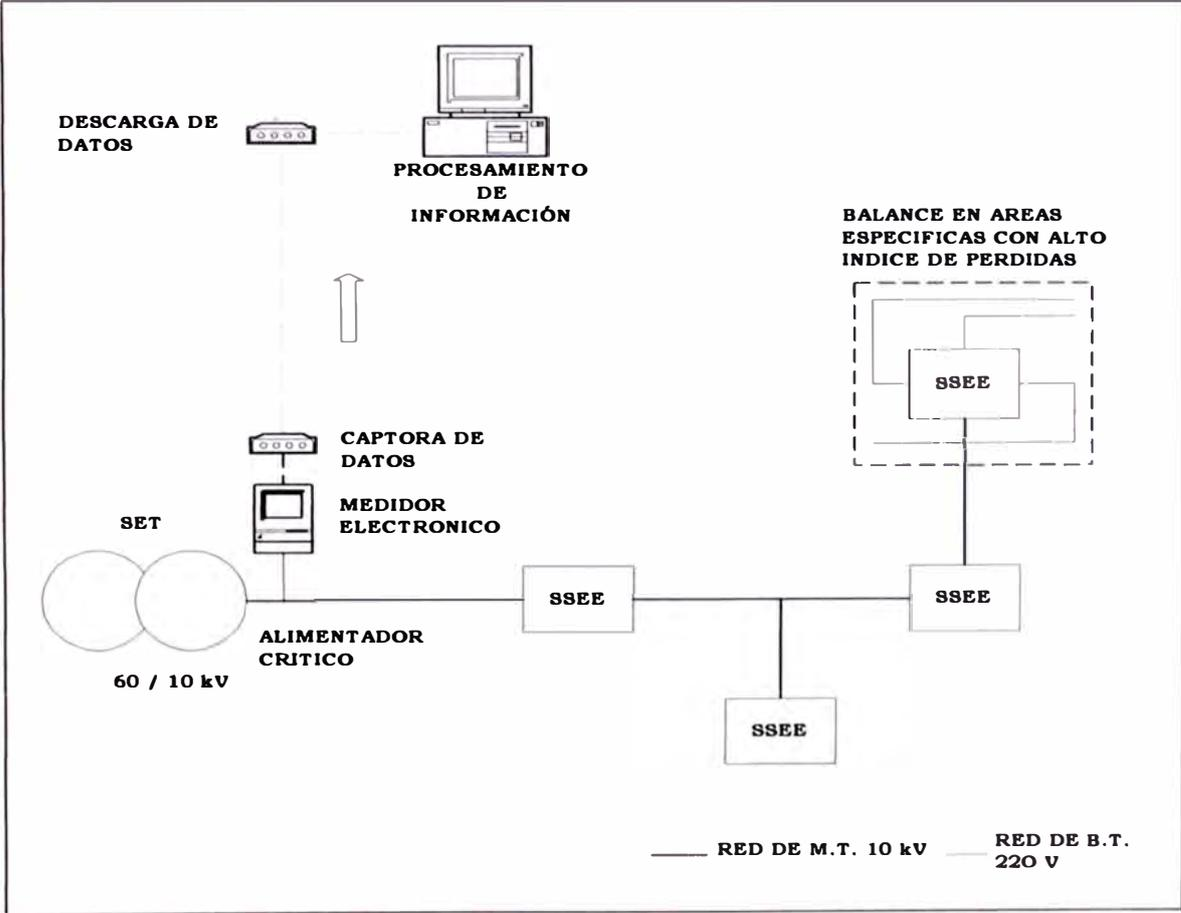 DESCARGA DE
DATOS
PROCESAMIENTO
DE
INFORMACIÓN
BALANCE EN AREAS
ESPECIFICAS CON ALTO
INDICE DE PERDIDAS
SSEE
CAPTORA DE
DATOS
MEDIDOR
ELECTRONICO
SET
SSEE
SSEE
ALIMENTADOR
CRITICO
60 / 10 kV
SSEE
RED DE M.T. 10 kV
RED DE B.T.
220 V